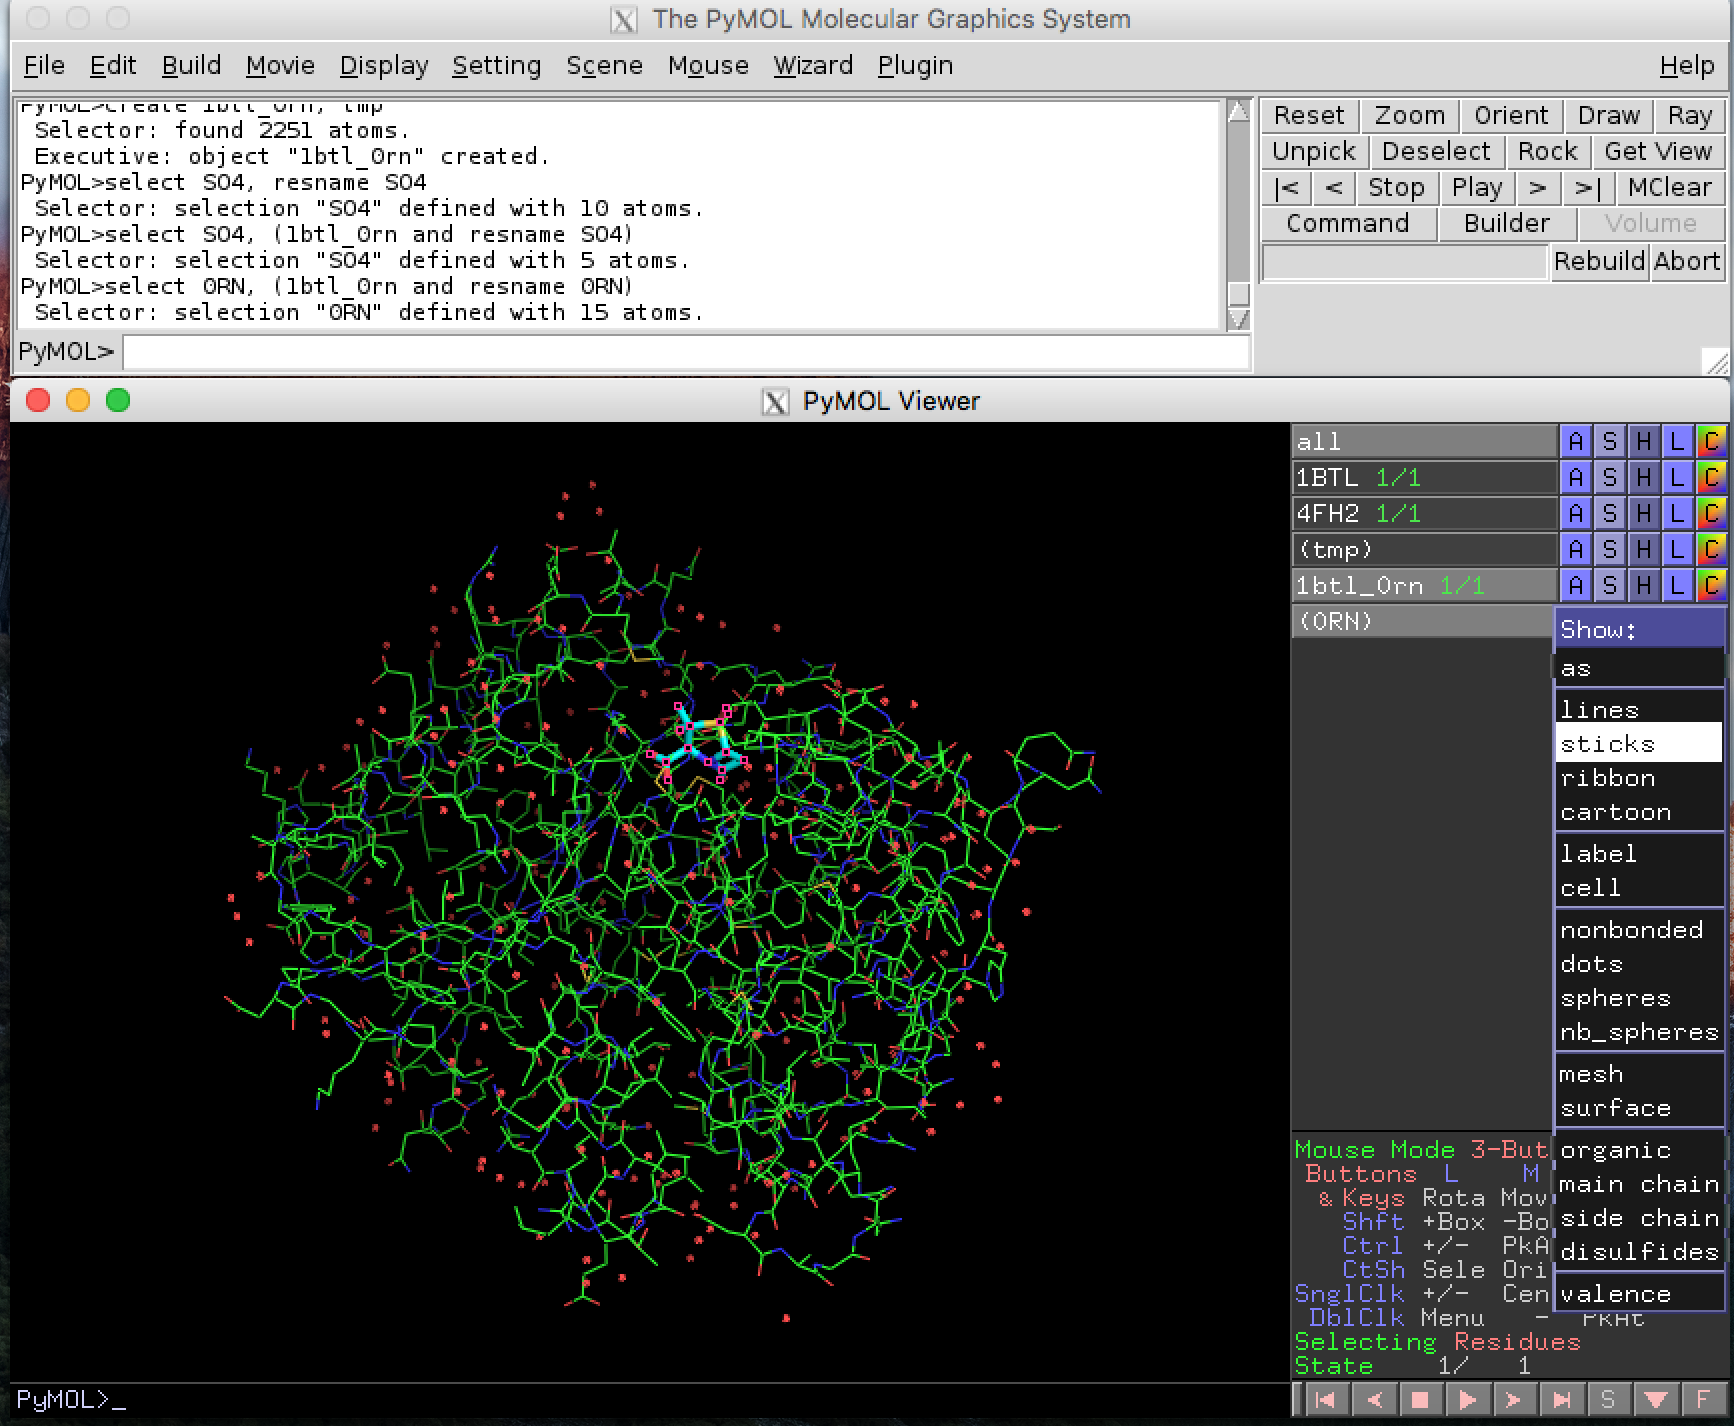 The PyMOL Molecular Graphics System
File Edit Build Movie Display Setting Scene Mouse Wizard Plugin Help
PyMOL>create 1btl_Orn, tmp
Selector: found 2251 atoms.
Executive: object "1btl_Orn" created.
PyMOL>select SO4, resname SO4
Selector: selection "SO4" defined with 10 atoms.
PyMOL>select SO4, (1btl_Orn and resname SO4)
Selector: selection "SO4" defined with 5 atoms.
PyMOL>select ORN, (1btl_Orn and resname ORN)
Selector: selection "ORN" defined with 15 atoms.
PyMOL>
Reset Zoom Orient Draw Ray
Unpick Deselect Rock Get View
|< < Stop Play > >| MClear
Command Builder Volume
Rebuild Abort
PyMOL Viewer
all A S H L C
1BTL 1/1 A S H L C
4FH2 1/1 A S H L C
(tmp) A S H L C
1btl_Orn 1/1 A S H L C
(ORN)
Show:
as
lines
sticks
ribbon
cartoon
label
cell
nonbonded
dots
spheres
nb_spheres
mesh
surface
organic
main chain
side chain
disulfides
valence
Mouse Mode 3-But
Buttons L M
& Keys Rota Mov
Shft +Box -Bo
Ctrl +/- PkA
CtSh Sele Ori
SnglClk +/- Cen
DblClk Menu - PkAt
Selecting Residues
State 1/ 1
PyMOL>_
S F